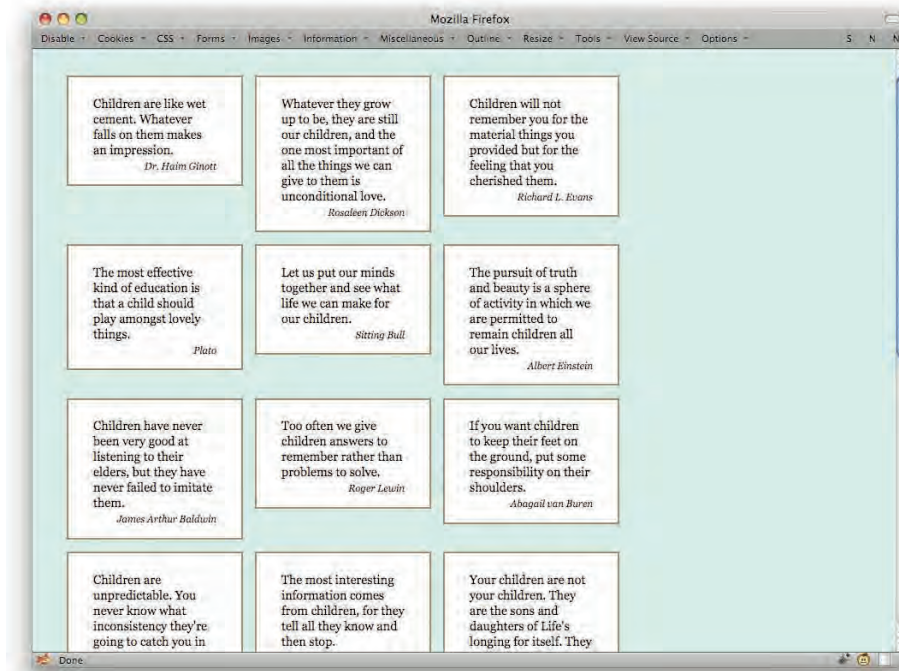 Mozilla Firefox
Disable Cookies CSS Forms Images Information Miscellaneous Outline Resize Tools View Source Options S N N
Children are like wet
cement. Whatever
falls on them makes
an impression.
Dr. Haim Ginott
Whatever they grow
up to be, they are still
our children, and the
one most important of
all the things we can
give to them is
unconditional love.
Rosaleen Dickson
Children will not
remember you for the
material things you
provided but for the
feeling that you
cherished them.
Richard L. Evans
The most effective
kind of education is
that a child should
play amongst lovely
things.
Plato
Let us put our minds
together and see what
life we can make for
our children.
Sitting Bull
The pursuit of truth
and beauty is a sphere
of activity in which we
are permitted to
remain children all
our lives.
Albert Einstein
Children have never
been very good at
listening to their
elders, but they have
never failed to imitate
them.
James Arthur Baldwin
Too often we give
children answers to
remember rather than
problems to solve.
Roger Lewin
If you want children
to keep their feet on
the ground, put some
responsibility on their
shoulders.
Abagail van Buren
Children are
unpredictable. You
never know what
inconsistency they're
going to catch you in
The most interesting
information comes
from children, for they
tell all they know and
then stop.
Your children are not
your children. They
are the sons and
daughters of Life's
longing for itself. They
Done